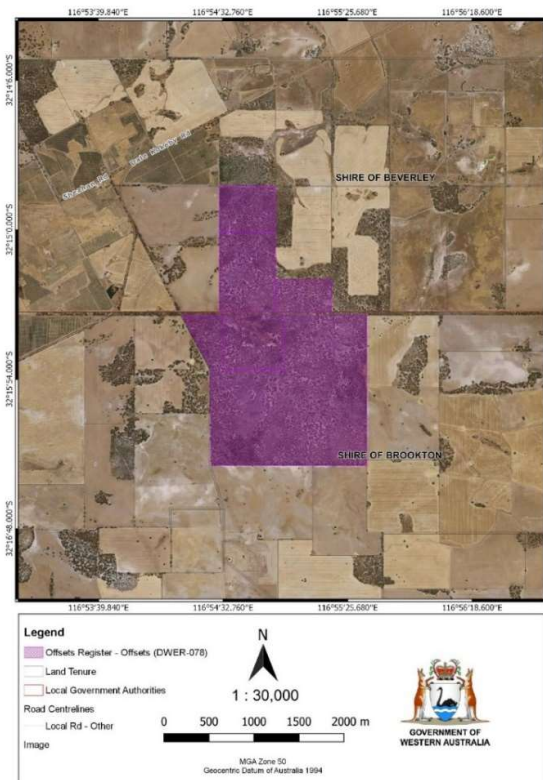 116°53'39.840"E 116°54'32.760"E 116°55'25.680"E 116°56'18.600"E
32°14'6.000"S
32°15'0.000"S
32°15'54.000"S
32°16'48.000"S
Sheahan Rd
SHIRE OF BEVERLEY
SHIRE OF BROOKTON
116°53'39.840"E 116°54'32.760"E 116°55'25.680"E 116°56'18.600"E
Legend
Offsets Register - Offsets (DWER-078)
Land Tenure
Local Government Authorities
Road Centrelines
Local Rd - Other
Image
N
1 : 30,000
0 500 1000 1500 2000 m
MGA Zone 50
Geocentric Datum of Australia 1994
GOVERNMENT OF
WESTERN AUSTRALIA